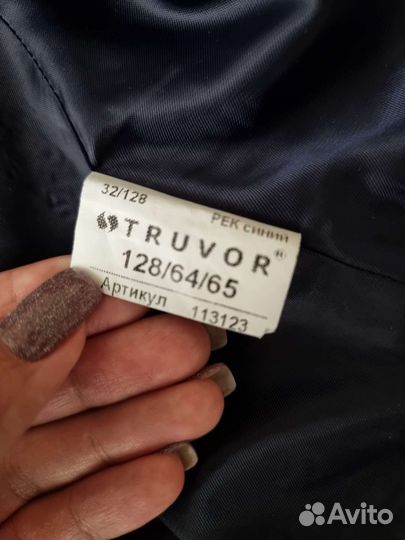 32/128
РЕК синий
TRUVOR®
128/64/65
Артикул 113123
Avito